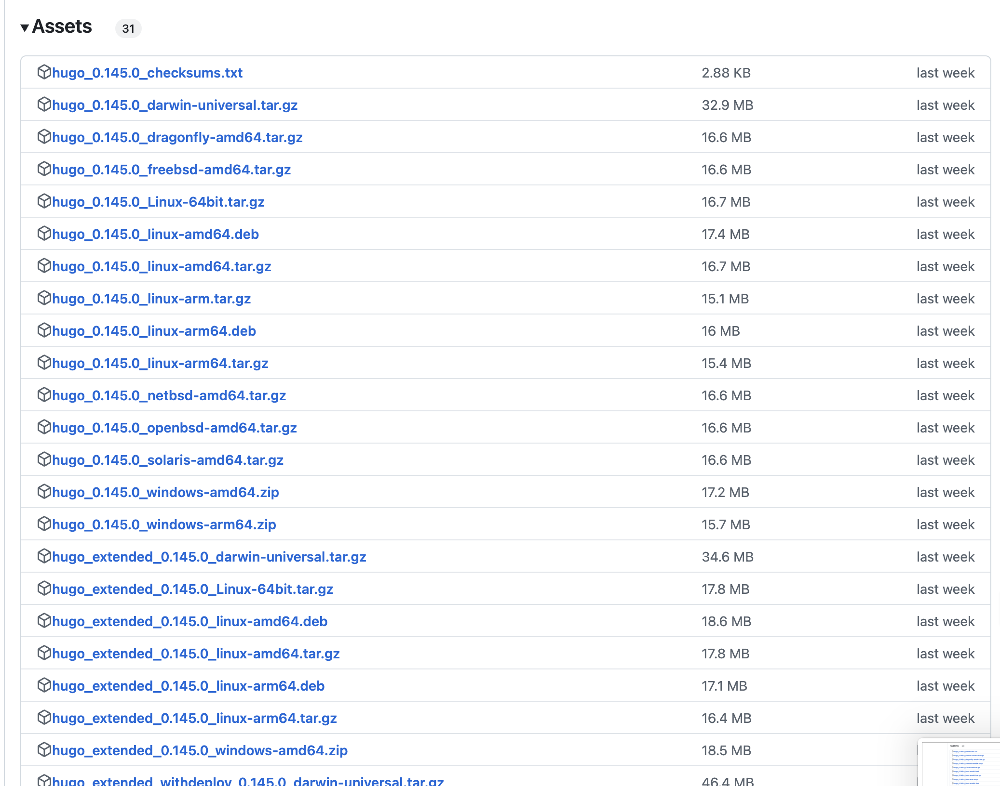 Assets 31
hugo_0.145.0_checksums.txt 2.88 KB last week
hugo_0.145.0_darwin-universal.tar.gz 32.9 MB last week
hugo_0.145.0_dragonfly-amd64.tar.gz 16.6 MB last week
hugo_0.145.0_freebsd-amd64.tar.gz 16.6 MB last week
hugo_0.145.0_Linux-64bit.tar.gz 16.7 MB last week
hugo_0.145.0_linux-amd64.deb 17.4 MB last week
hugo_0.145.0_linux-amd64.tar.gz 16.7 MB last week
hugo_0.145.0_linux-arm.tar.gz 15.1 MB last week
hugo_0.145.0_linux-arm64.deb 16 MB last week
hugo_0.145.0_linux-arm64.tar.gz 15.4 MB last week
hugo_0.145.0_netbsd-amd64.tar.gz 16.6 MB last week
hugo_0.145.0_openbsd-amd64.tar.gz 16.6 MB last week
hugo_0.145.0_solaris-amd64.tar.gz 16.6 MB last week
hugo_0.145.0_windows-amd64.zip 17.2 MB last week
hugo_0.145.0_windows-arm64.zip 15.7 MB last week
hugo_extended_0.145.0_darwin-universal.tar.gz 34.6 MB last week
hugo_extended_0.145.0_Linux-64bit.tar.gz 17.8 MB last week
hugo_extended_0.145.0_linux-amd64.deb 18.6 MB last week
hugo_extended_0.145.0_linux-amd64.tar.gz 17.8 MB last week
hugo_extended_0.145.0_linux-arm64.deb 17.1 MB last week
hugo_extended_0.145.0_linux-arm64.tar.gz 16.4 MB last week
hugo_extended_0.145.0_windows-amd64.zip 18.5 MB
hugo_extended_withdeploy_0.145.0_darwin-universal.tar.gz 46.4 MB